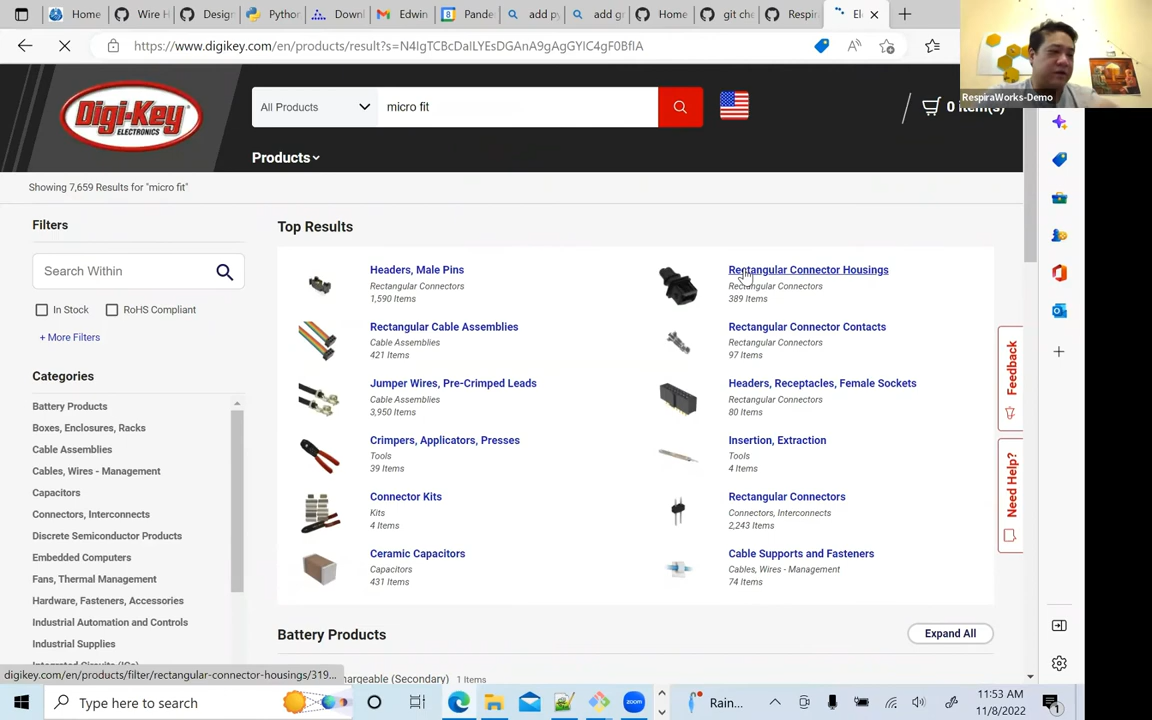 Home
Wire H
Design
Python
Downl
Edwin
Pande
add py
add gr
Home
git che
Respira
El
https://www.digikey.com/en/products/result?s=N4IgTCBcDaILYEsDGAnA9gAgGYIC4gF0BfIA
RespiraWorks-Demo
Digi-Key
ELECTRONICS
All Products
micro fit
0 item(s)
Products
Showing 7,659 Results for "micro fit"
Filters
Search Within
In Stock
RoHS Compliant
+ More Filters
Categories
Battery Products
Boxes, Enclosures, Racks
Cable Assemblies
Cables, Wires - Management
Capacitors
Connectors, Interconnects
Discrete Semiconductor Products
Embedded Computers
Fans, Thermal Management
Hardware, Fasteners, Accessories
Industrial Automation and Controls
Industrial Supplies
Integrated Circuits (ICs)
Top Results
Headers, Male Pins
Rectangular Connectors
1,590 Items
Rectangular Connector Housings
Rectangular Connectors
389 Items
Rectangular Cable Assemblies
Cable Assemblies
421 Items
Rectangular Connector Contacts
Rectangular Connectors
97 Items
Jumper Wires, Pre-Crimped Leads
Cable Assemblies
3,950 Items
Headers, Receptacles, Female Sockets
Rectangular Connectors
80 Items
Crimpers, Applicators, Presses
Tools
39 Items
Insertion, Extraction
Tools
4 Items
Connector Kits
Kits
4 Items
Rectangular Connectors
Connectors, Interconnects
2,243 Items
Ceramic Capacitors
Capacitors
431 Items
Cable Supports and Fasteners
Cables, Wires - Management
74 Items
Battery Products
Expand All
hargeable (Secondary) 1 Items
Feedback
Need Help?
digikey.com/en/products/filter/rectangular-connector-housings/319...
Type here to search
Rain...
11:53 AM
11/8/2022
1